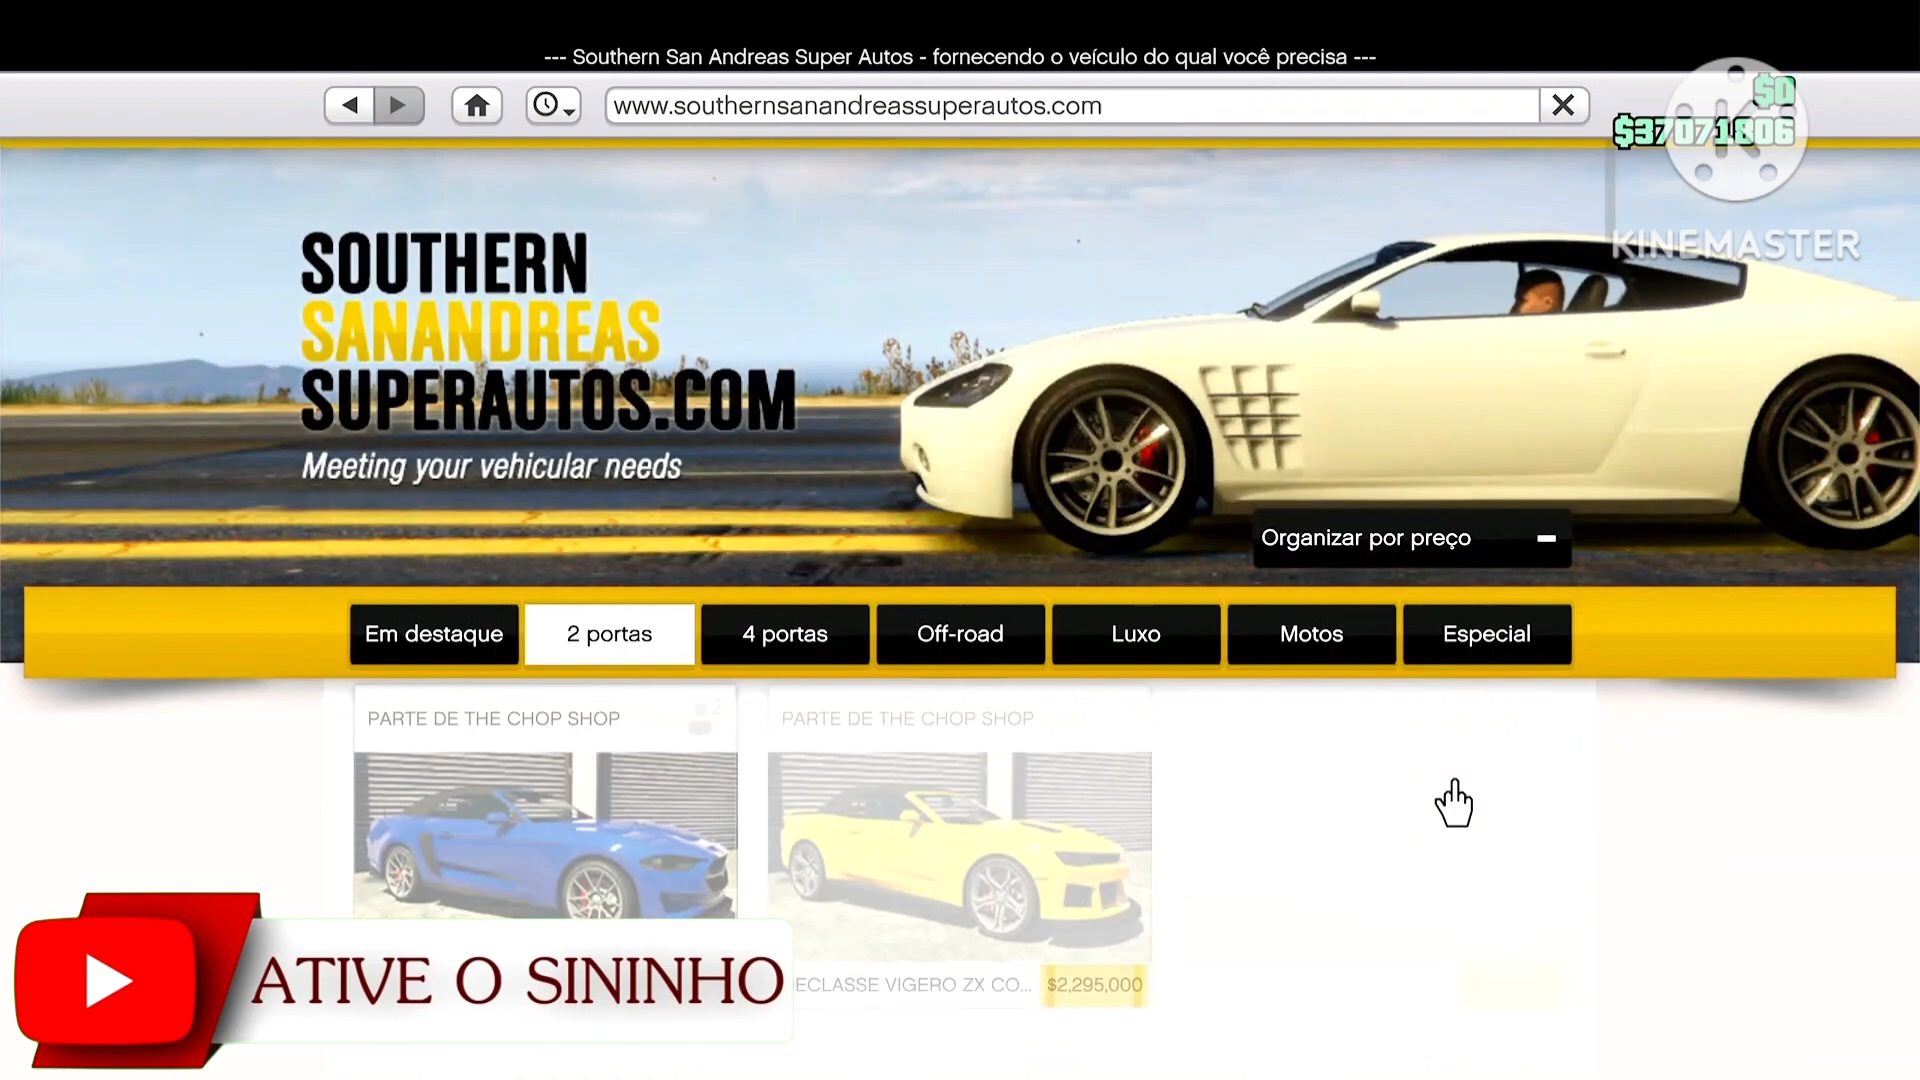 --- Southern San Andreas Super Autos - fornecendo o veículo do qual você precisa ---
www.southernsanandreassuperautos.com
$0
$37071806
KINEMASTER
SOUTHERN
SANANDREAS
SUPERAUTOS.COM
Meeting your vehicular needs
Organizar por preço
Em destaque
2 portas
4 portas
Off-road
Luxo
Motos
Especial
PARTE DE THE CHOP SHOP
2
PARTE DE THE CHOP SHOP
ATIVE O SININHO
ECLASSE VIGERO ZX CO...
$2,295,000